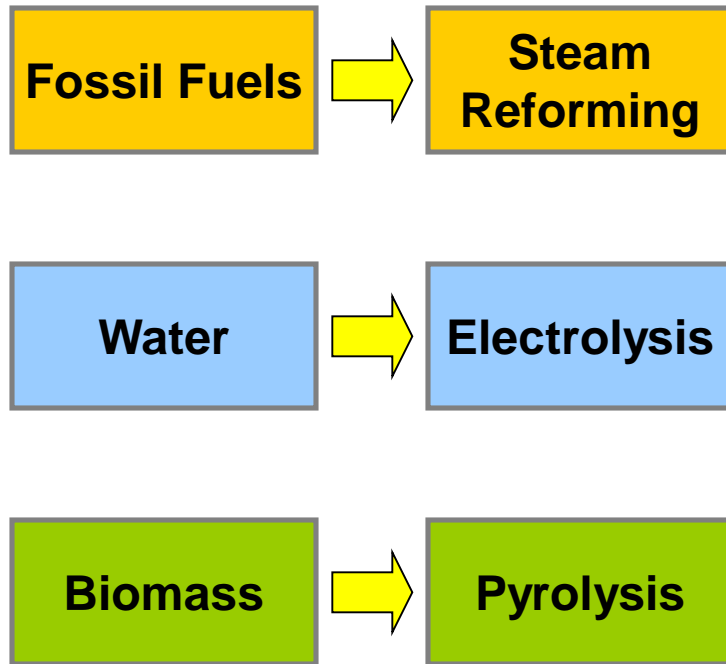 Fossil Fuels
Steam
Reforming
Water
Electrolysis
Biomass
Pyrolysis